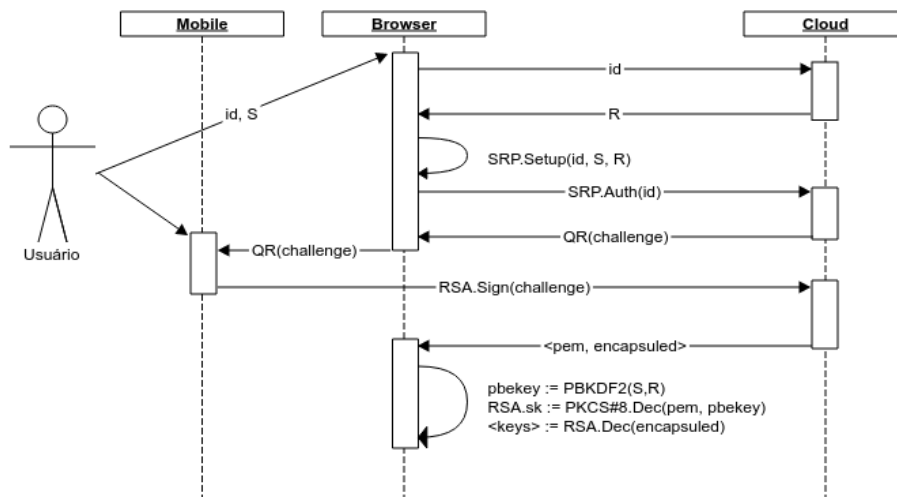 Mobile
Browser
Cloud
id
id, S
R
SRP.Setup(id, S, R)
SRP.Auth(id)
QR(challenge)
QR(challenge)
Usuário
RSA.Sign(challenge)
<pem, encapsuled>
pbekey := PBKDF2(S,R)
RSA.sk := PKCS#8.Dec(pem, pbekey)
<keys> := RSA.Dec(encapsuled)